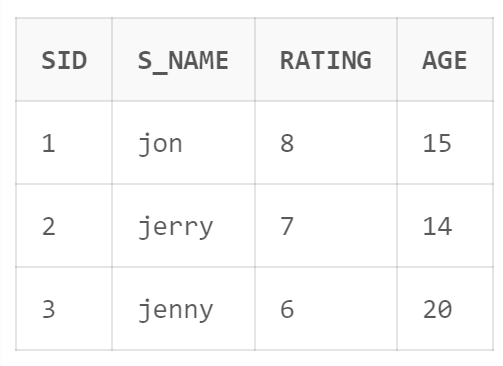 SID S_NAME RATING AGE
1 jon 8 15
2 jerry 7 14
3 jenny 6 20